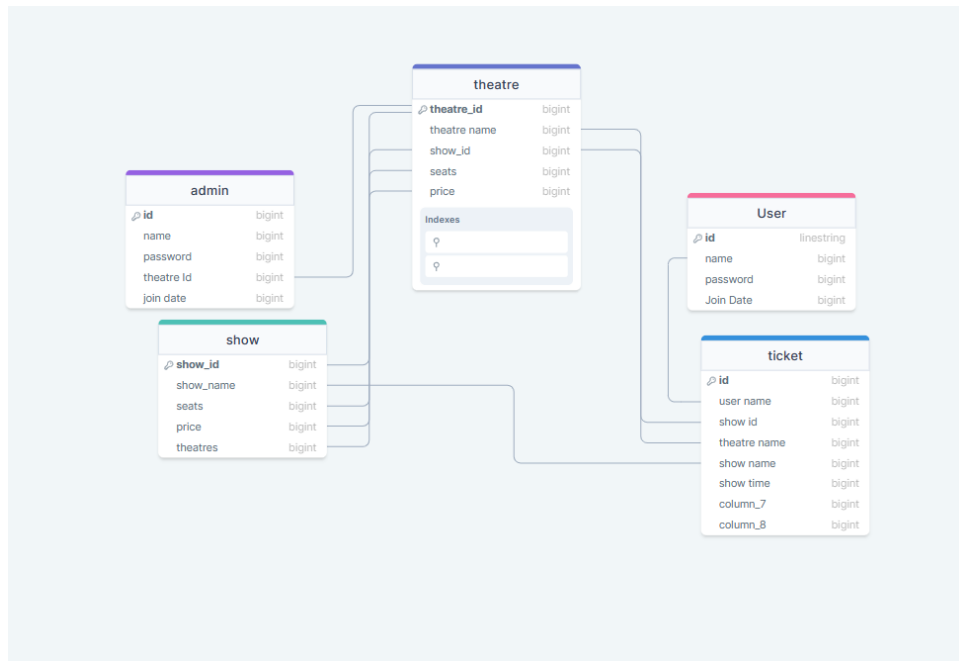 theatre
theatre_id bigint
theatre name bigint
show_id bigint
seats bigint
price bigint
Indexes
admin
id bigint
name bigint
password bigint
theatre Id bigint
join date bigint
User
id linestring
name bigint
password bigint
Join Date bigint
show
show_id bigint
show_name bigint
seats bigint
price bigint
theatres bigint
ticket
id bigint
user name bigint
show id bigint
theatre name bigint
show name bigint
show time bigint
column_7 bigint
column_8 bigint